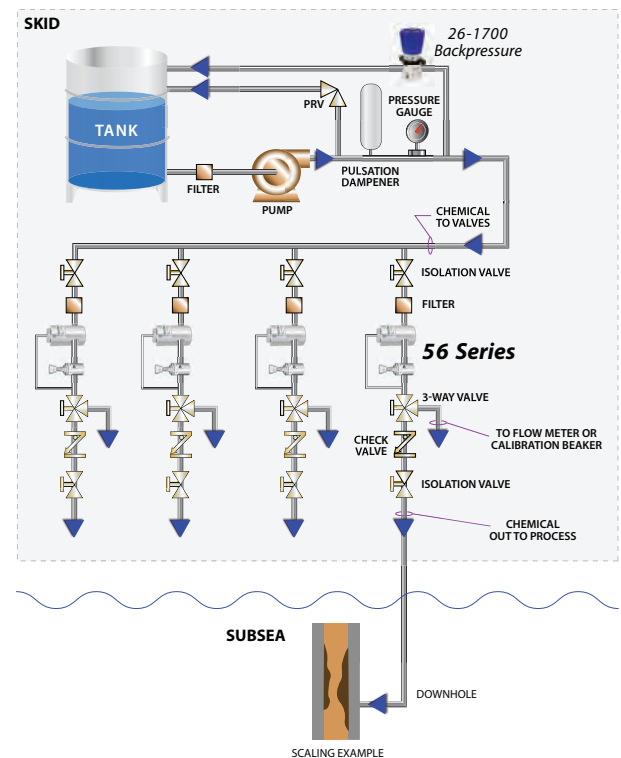 SKID
26-1700
Backpressure
PRV
PRESSURE
GAUGE
TANK
FILTER
PUMP
PULSATION
DAMPENER
CHEMICAL
TO VALVES
ISOLATION VALVE
FILTER
56 Series
3-WAY VALVE
CHECK
VALVE
TO FLOW METER OR
CALIBRATION BEAKER
ISOLATION VALVE
CHEMICAL
OUT TO PROCESS
SUBSEA
DOWNHOLE
SCALING EXAMPLE